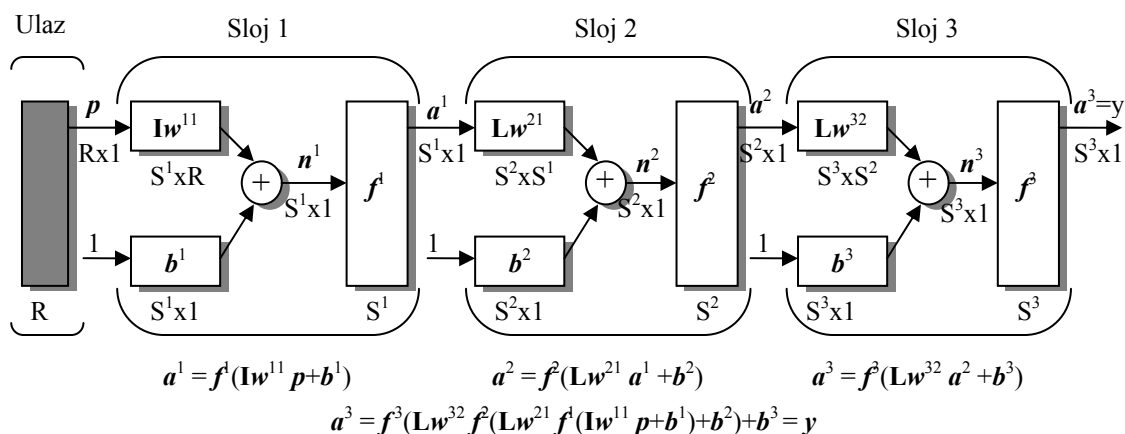 Ulaz Sloj 1 Sloj 2 Sloj 3
p Iw¹¹ a¹ Lw²¹ a² Lw³² a³=y
Rx1 S¹xR S¹x1 S²xS¹ S²x1 S³xS² S³x1
+ n¹ f¹ + n² f² + n³ f³
S¹x1 S²x1 S³x1
1 b¹ 1 b² 1 b³
R S¹x1 S¹ S²x1 S² S³x1 S³
a¹ = f¹(Iw¹¹ p+b¹) a² = f²(Lw²¹ a¹ +b²) a³ = f³(Lw³² a² +b³)
a³ = f³(Lw³² f²(Lw²¹ f¹(Iw¹¹ p+b¹)+b²)+b³ = y